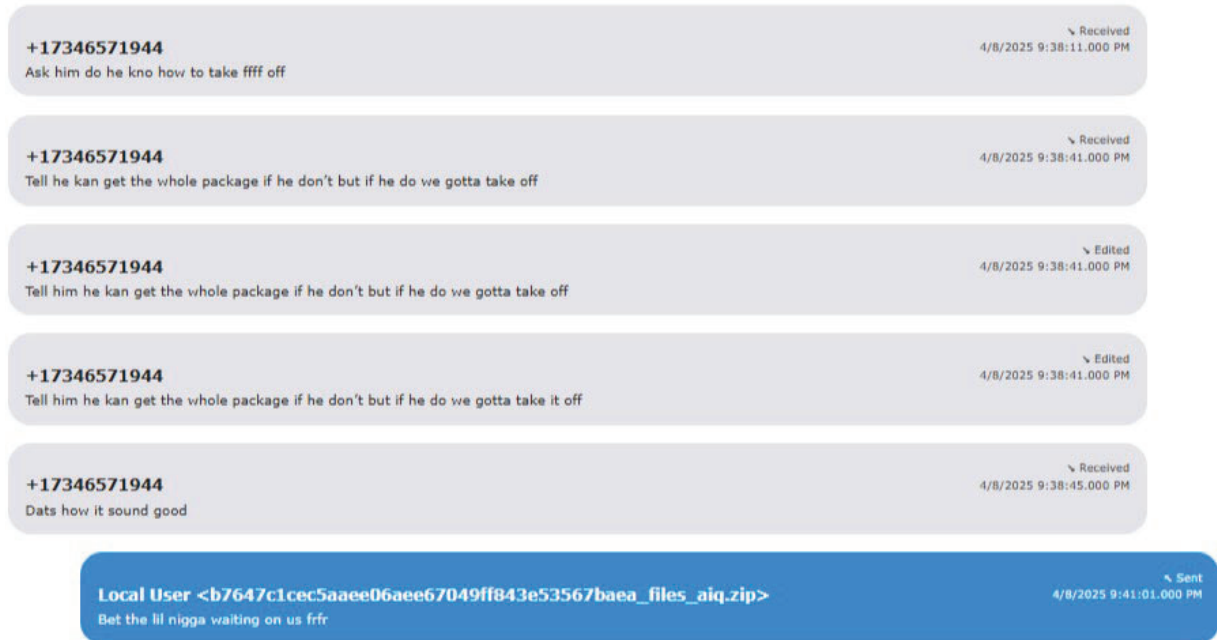 ↘ Received
+17346571944
4/8/2025 9:38:11.000 PM
Ask him do he kno how to take ffff off
↘ Received
+17346571944
4/8/2025 9:38:41.000 PM
Tell he kan get the whole package if he don’t but if he do we gotta take off
↘ Edited
+17346571944
4/8/2025 9:38:41.000 PM
Tell him he kan get the whole package if he don’t but if he do we gotta take off
↘ Edited
+17346571944
4/8/2025 9:38:41.000 PM
Tell him he kan get the whole package if he don’t but if he do we gotta take it off
↘ Received
+17346571944
4/8/2025 9:38:45.000 PM
Dats how it sound good
↖ Sent
Local User <b7647c1cec5aaee06aee67049ff843e53567baea_files_aiq.zip>
4/8/2025 9:41:01.000 PM
Bet the lil nigga waiting on us frfr